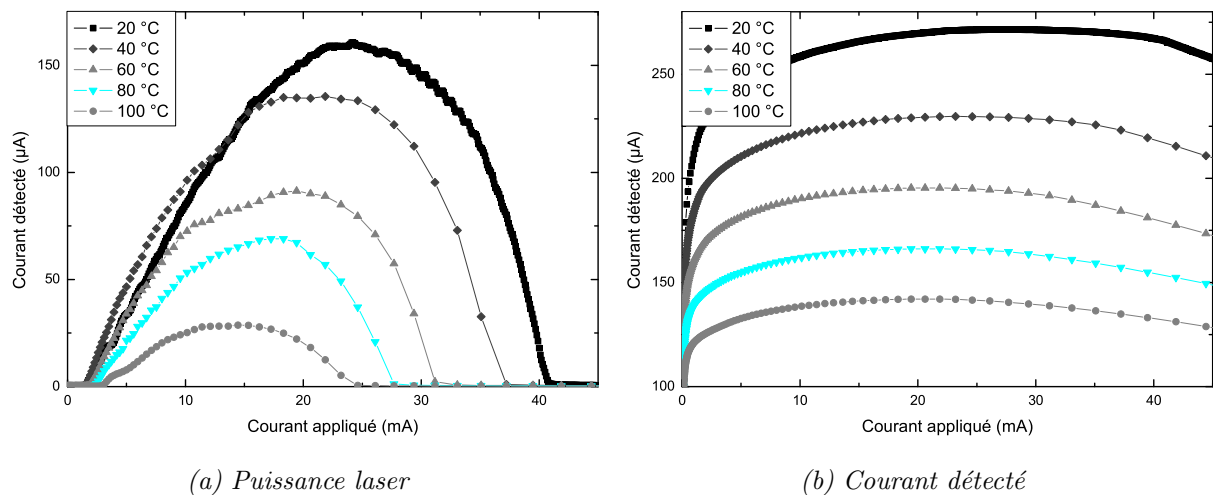 20 °C
40 °C
60 °C
80 °C
100 °C
150
100
50
0
Courant détecté (µA)
0 10 20 30 40
Courant appliqué (mA)
(a) Puissance laser
20 °C
40 °C
60 °C
80 °C
100 °C
250
200
150
100
Courant détecté (µA)
0 10 20 30 40
Courant appliqué (mA)
(b) Courant détecté